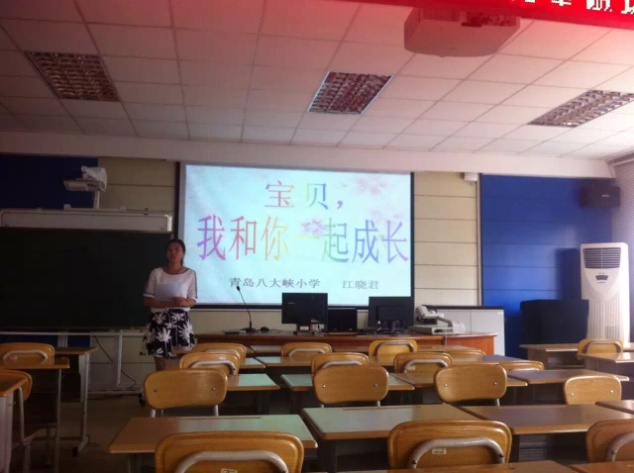 宝贝，
我和你一起成长
青岛八大峡小学 江晓君